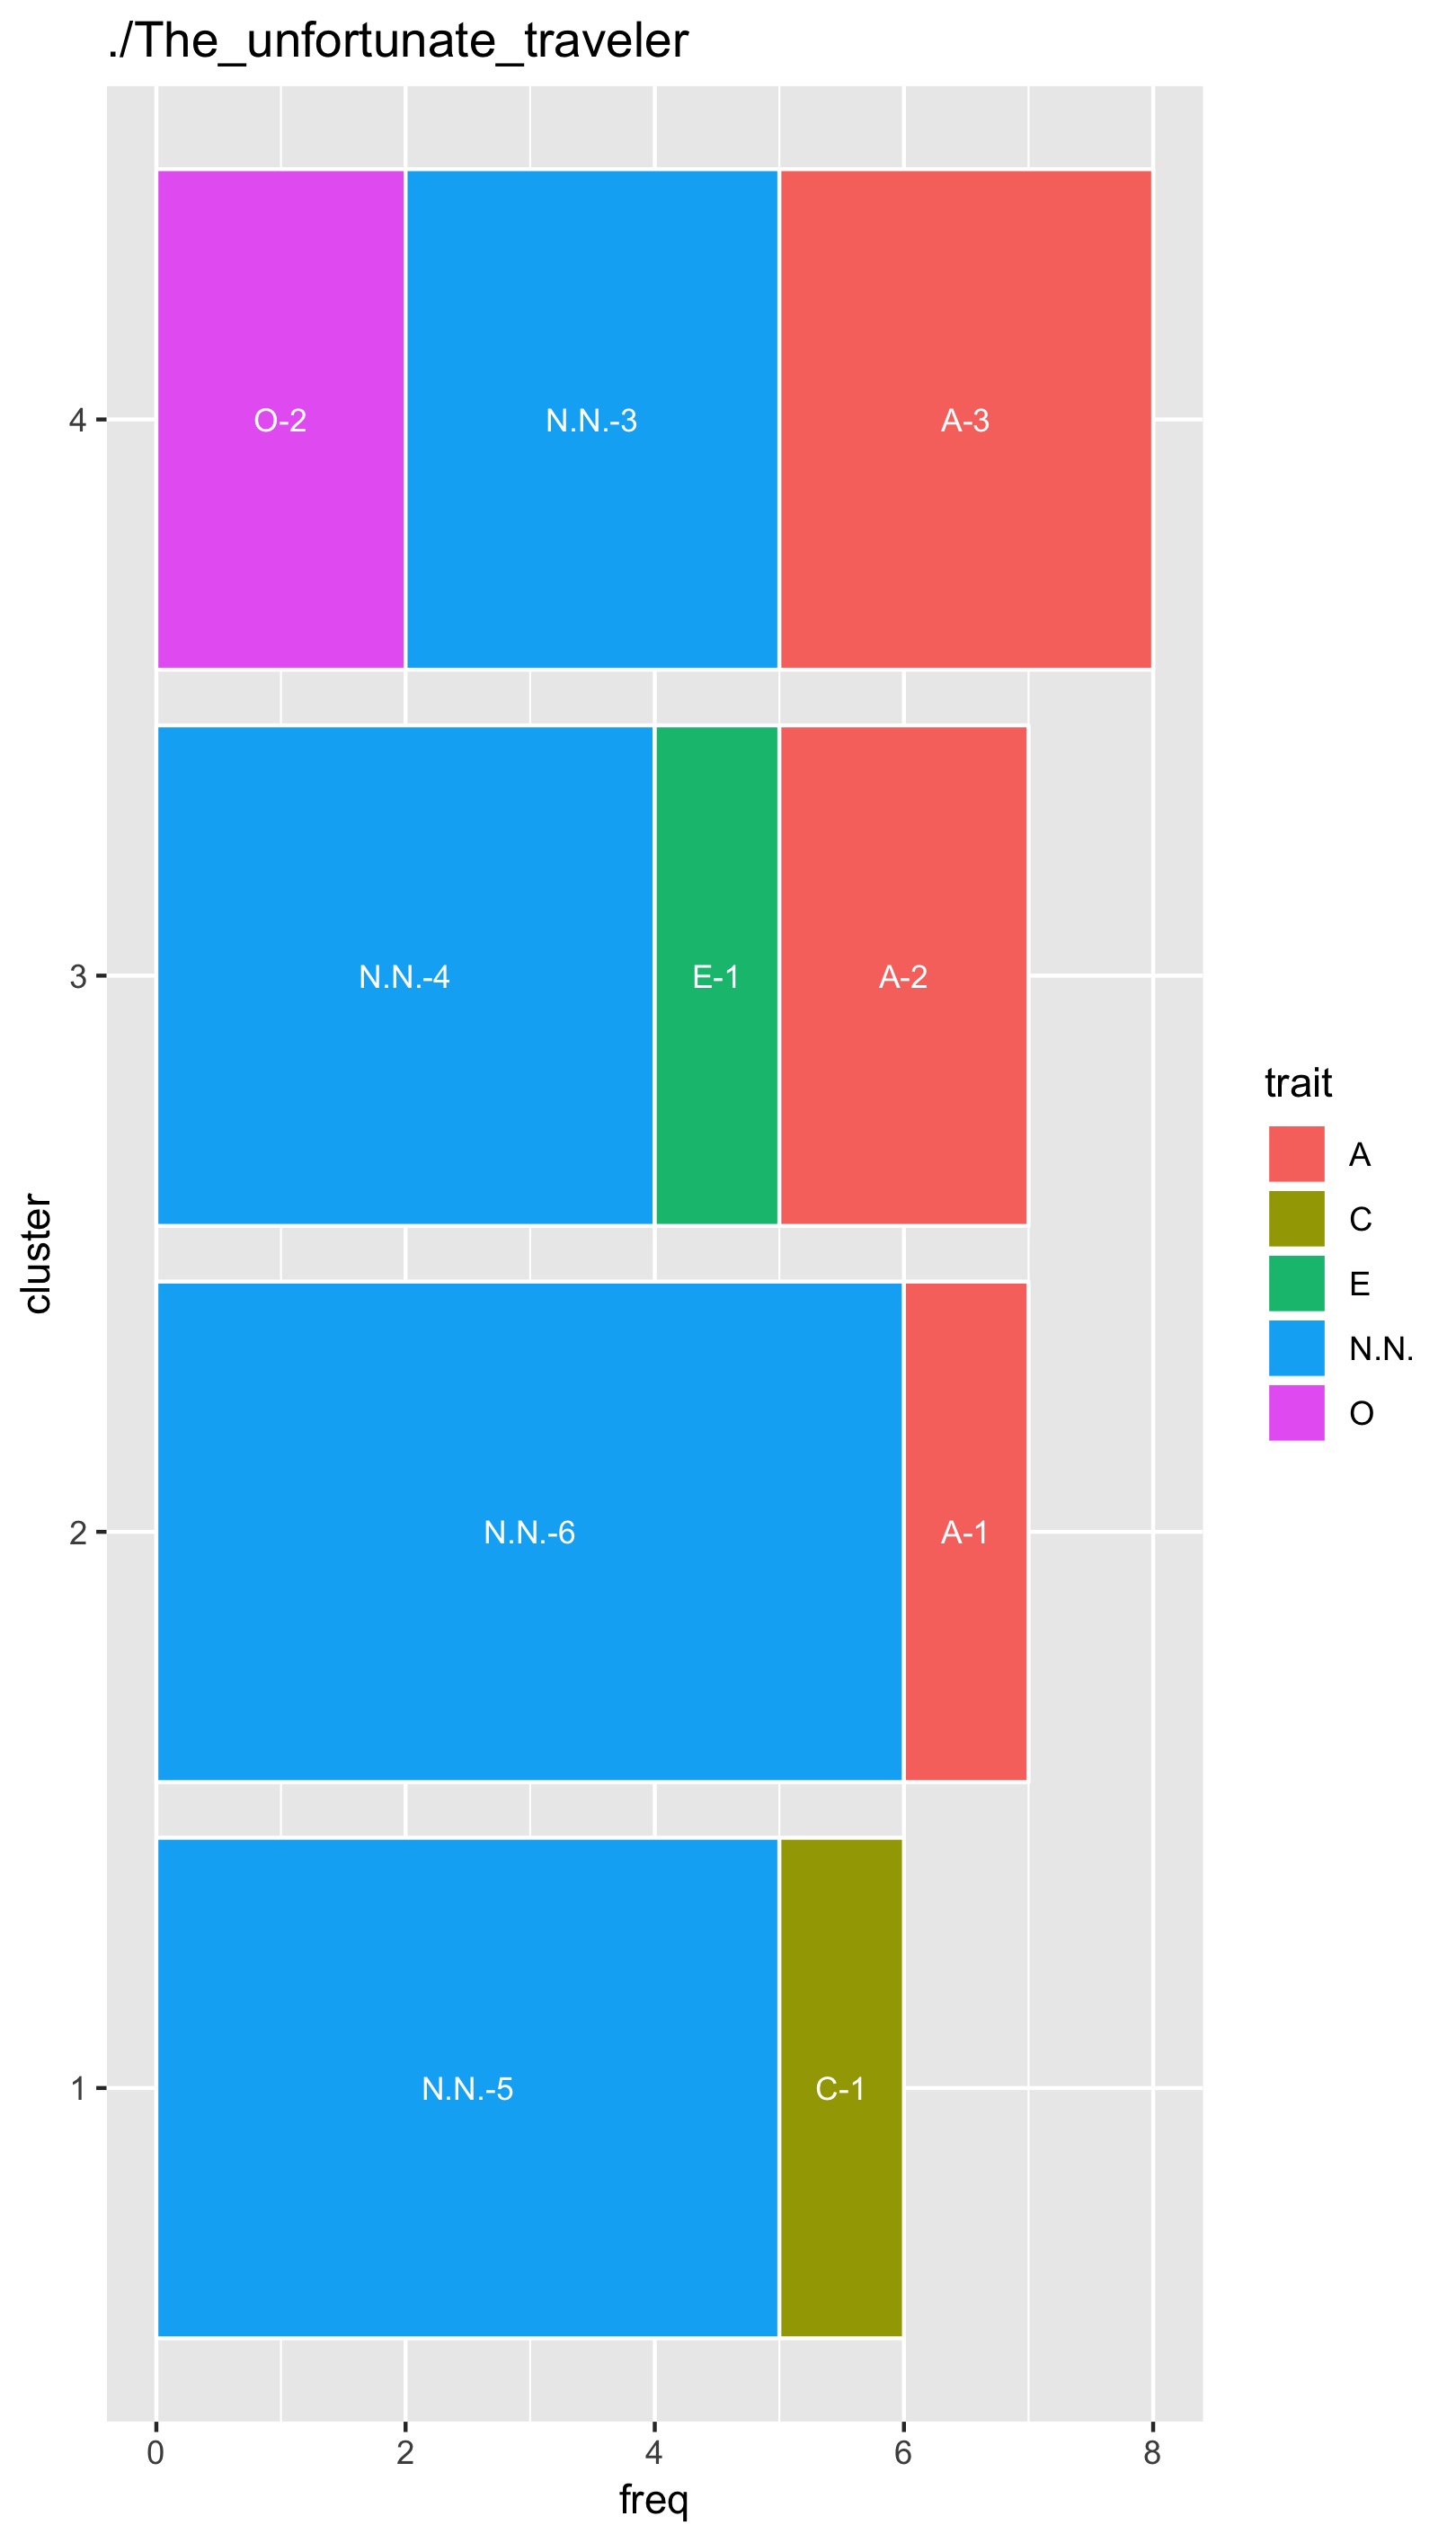 ./The_unfortunate_traveler
4
O-2 N.N.-3 A-3
3
N.N.-4 E-1 A-2
2
N.N.-6 A-1
1
N.N.-5 C-1
cluster
0 2 4 6 8
freq
trait
A
C
E
N.N.
O